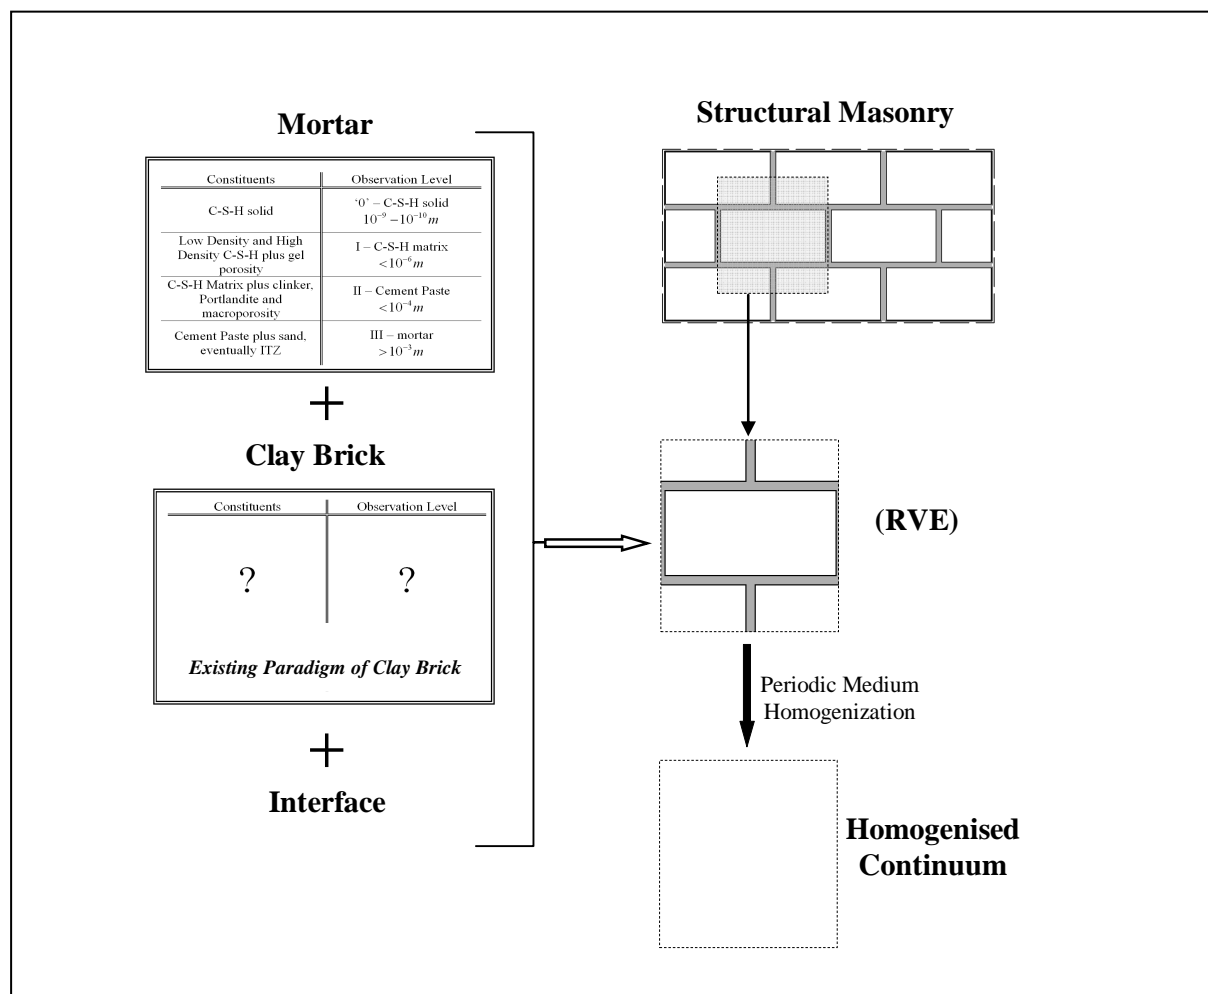 Mortar
Constituents Observation Level
C-S-H solid
‘0’ – C-S-H solid
10⁻⁹ – 10⁻¹⁰ m
Low Density and High
Density C-S-H plus gel
porosity
I – C-S-H matrix
<10⁻⁶ m
C-S-H Matrix plus clinker,
Portlandite and
macroporosity
II – Cement Paste
<10⁻⁴ m
Cement Paste plus sand,
eventually ITZ
III – mortar
>10⁻³ m
+
Clay Brick
Constituents Observation Level
? ?
Existing Paradigm of Clay Brick
+
Interface
Structural Masonry
(RVE)
Periodic Medium
Homogenization
Homogenised
Continuum